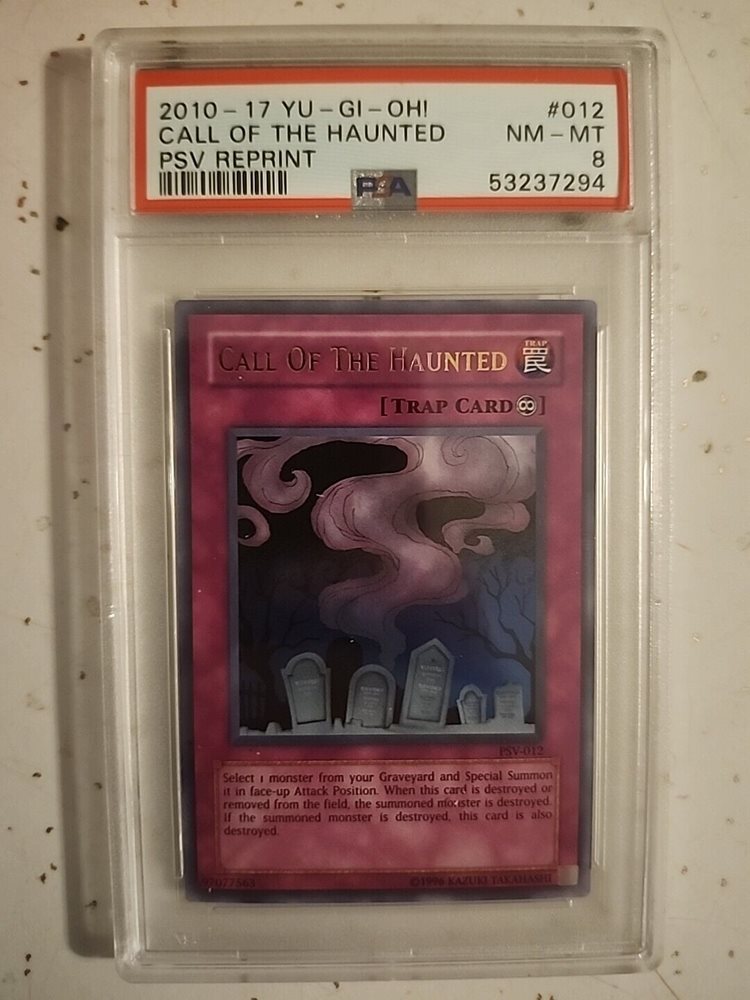 2010-17 YU-GI-OH! #012
CALL OF THE HAUNTED NM-MT
PSV REPRINT 8
PSA 53237294
CALL OF THE HAUNTED
TRAP
罠
[TRAP CARD∞]
PSV-012
Select 1 monster from your Graveyard and Special Summon
it in face-up Attack Position. When this card is destroyed or
removed from the field, the summoned monster is destroyed.
If the summoned monster is destroyed, this card is also
destroyed.
97077563 ©1996 KAZUKI TAKAHASHI